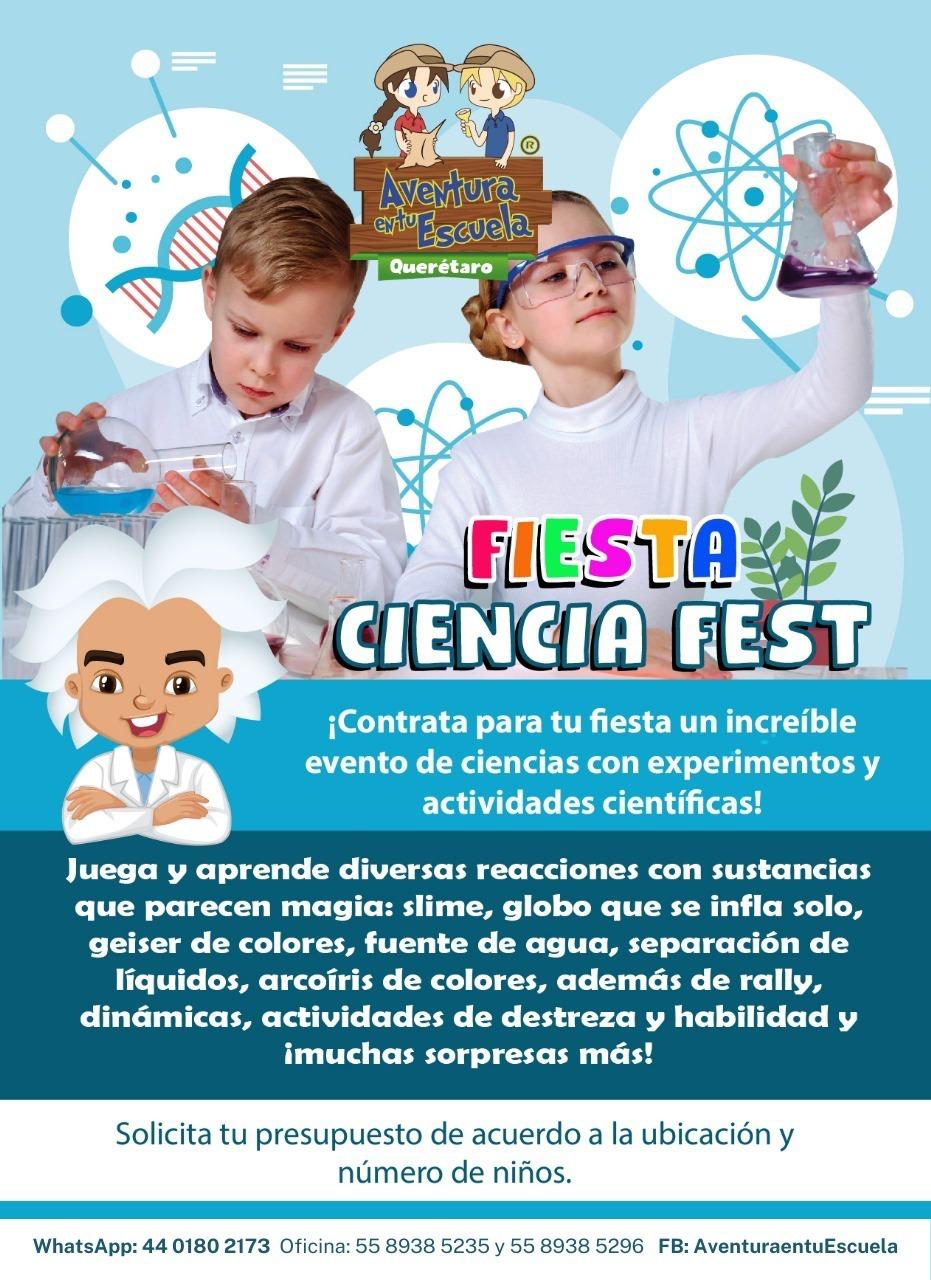 Aventura
en tu
Escuela
®
Querétaro
FIESTA
CIENCIA FEST
¡Contrata para tu fiesta un increíble
evento de ciencias con experimentos y
actividades científicas!
Juega y aprende diversas reacciones con sustancias
que parecen magia: slime, globo que se infla solo,
geiser de colores, fuente de agua, separación de
líquidos, arcoíris de colores, además de rally,
dinámicas, actividades de destreza y habilidad y
¡muchas sorpresas más!
Solicita tu presupuesto de acuerdo a la ubicación y
número de niños.
WhatsApp: 44 0180 2173 Oficina: 55 8938 5235 y 55 8938 5296 FB: AventuraentuEscuela